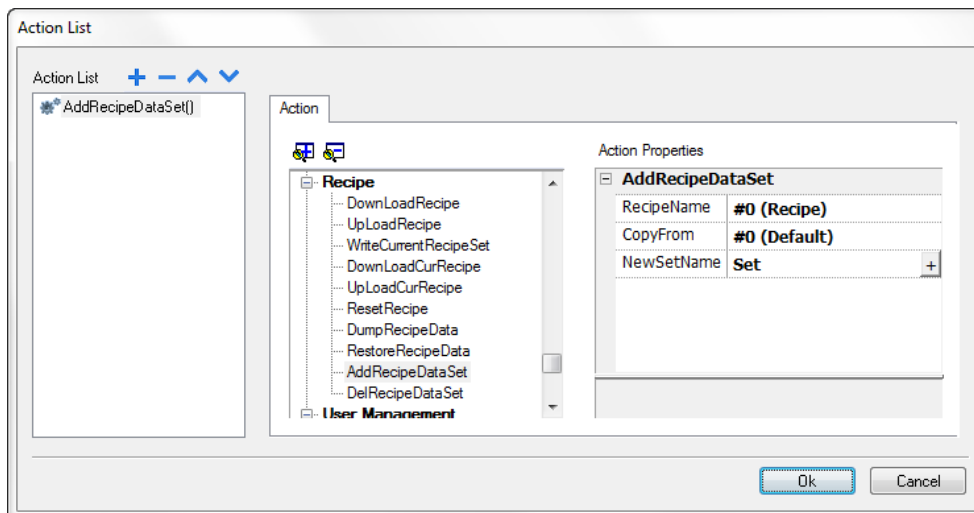 Action List
Action List
AddRecipeDataSet()
Action
Recipe
DownLoadRecipe
UpLoadRecipe
WriteCurrentRecipeSet
DownLoadCurRecipe
UpLoadCurRecipe
ResetRecipe
DumpRecipeData
RestoreRecipeData
AddRecipeDataSet
DelRecipeDataSet
User Management
Action Properties
AddRecipeDataSet
RecipeName #0 (Recipe)
CopyFrom #0 (Default)
NewSetName Set +
Ok Cancel